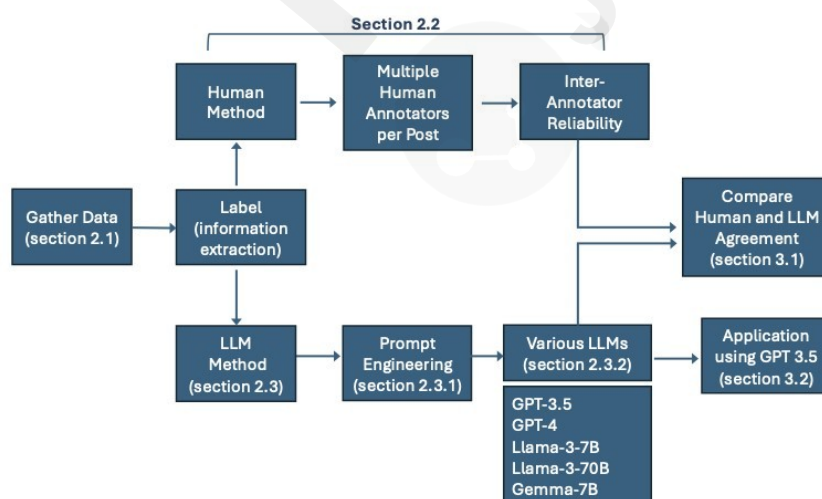 Section 2.2
Human
Method
Multiple
Human
Annotators
per Post
Inter-
Annotator
Reliability
Gather Data
(section 2.1)
Label
(information
extraction)
Compare
Human and LLM
Agreement
(section 3.1)
LLM
Method
(section 2.3)
Prompt
Engineering
(section 2.3.1)
Various LLMs
(section 2.3.2)
Application
using GPT 3.5
(section 3.2)
GPT-3.5
GPT-4
Llama-3-7B
Llama-3-70B
Gemma-7B